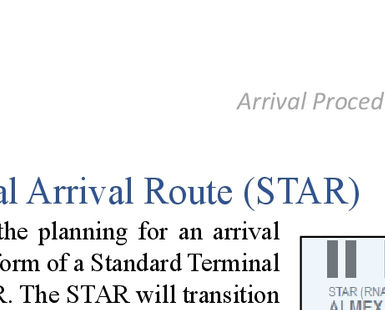 Arrival Proced
al Arrival Route (STAR)
the planning for an arrival
form of a Standard Terminal
R. The STAR will transition
STAR (RNA
ALMEX